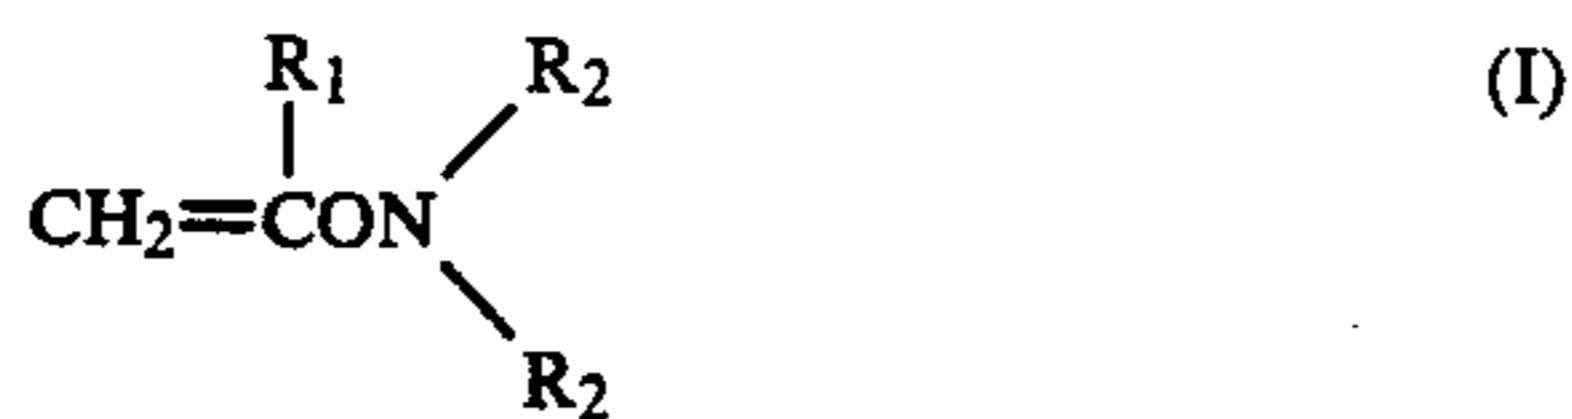 R₁ R₂ (I)
CH₂=CON
R₂